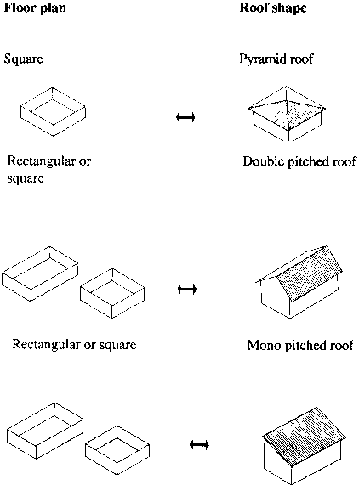 Floor plan Roof shape
Square Pyramid roof
Rectangular or Double pitched roof
square
Rectangular or square Mono pitched roof